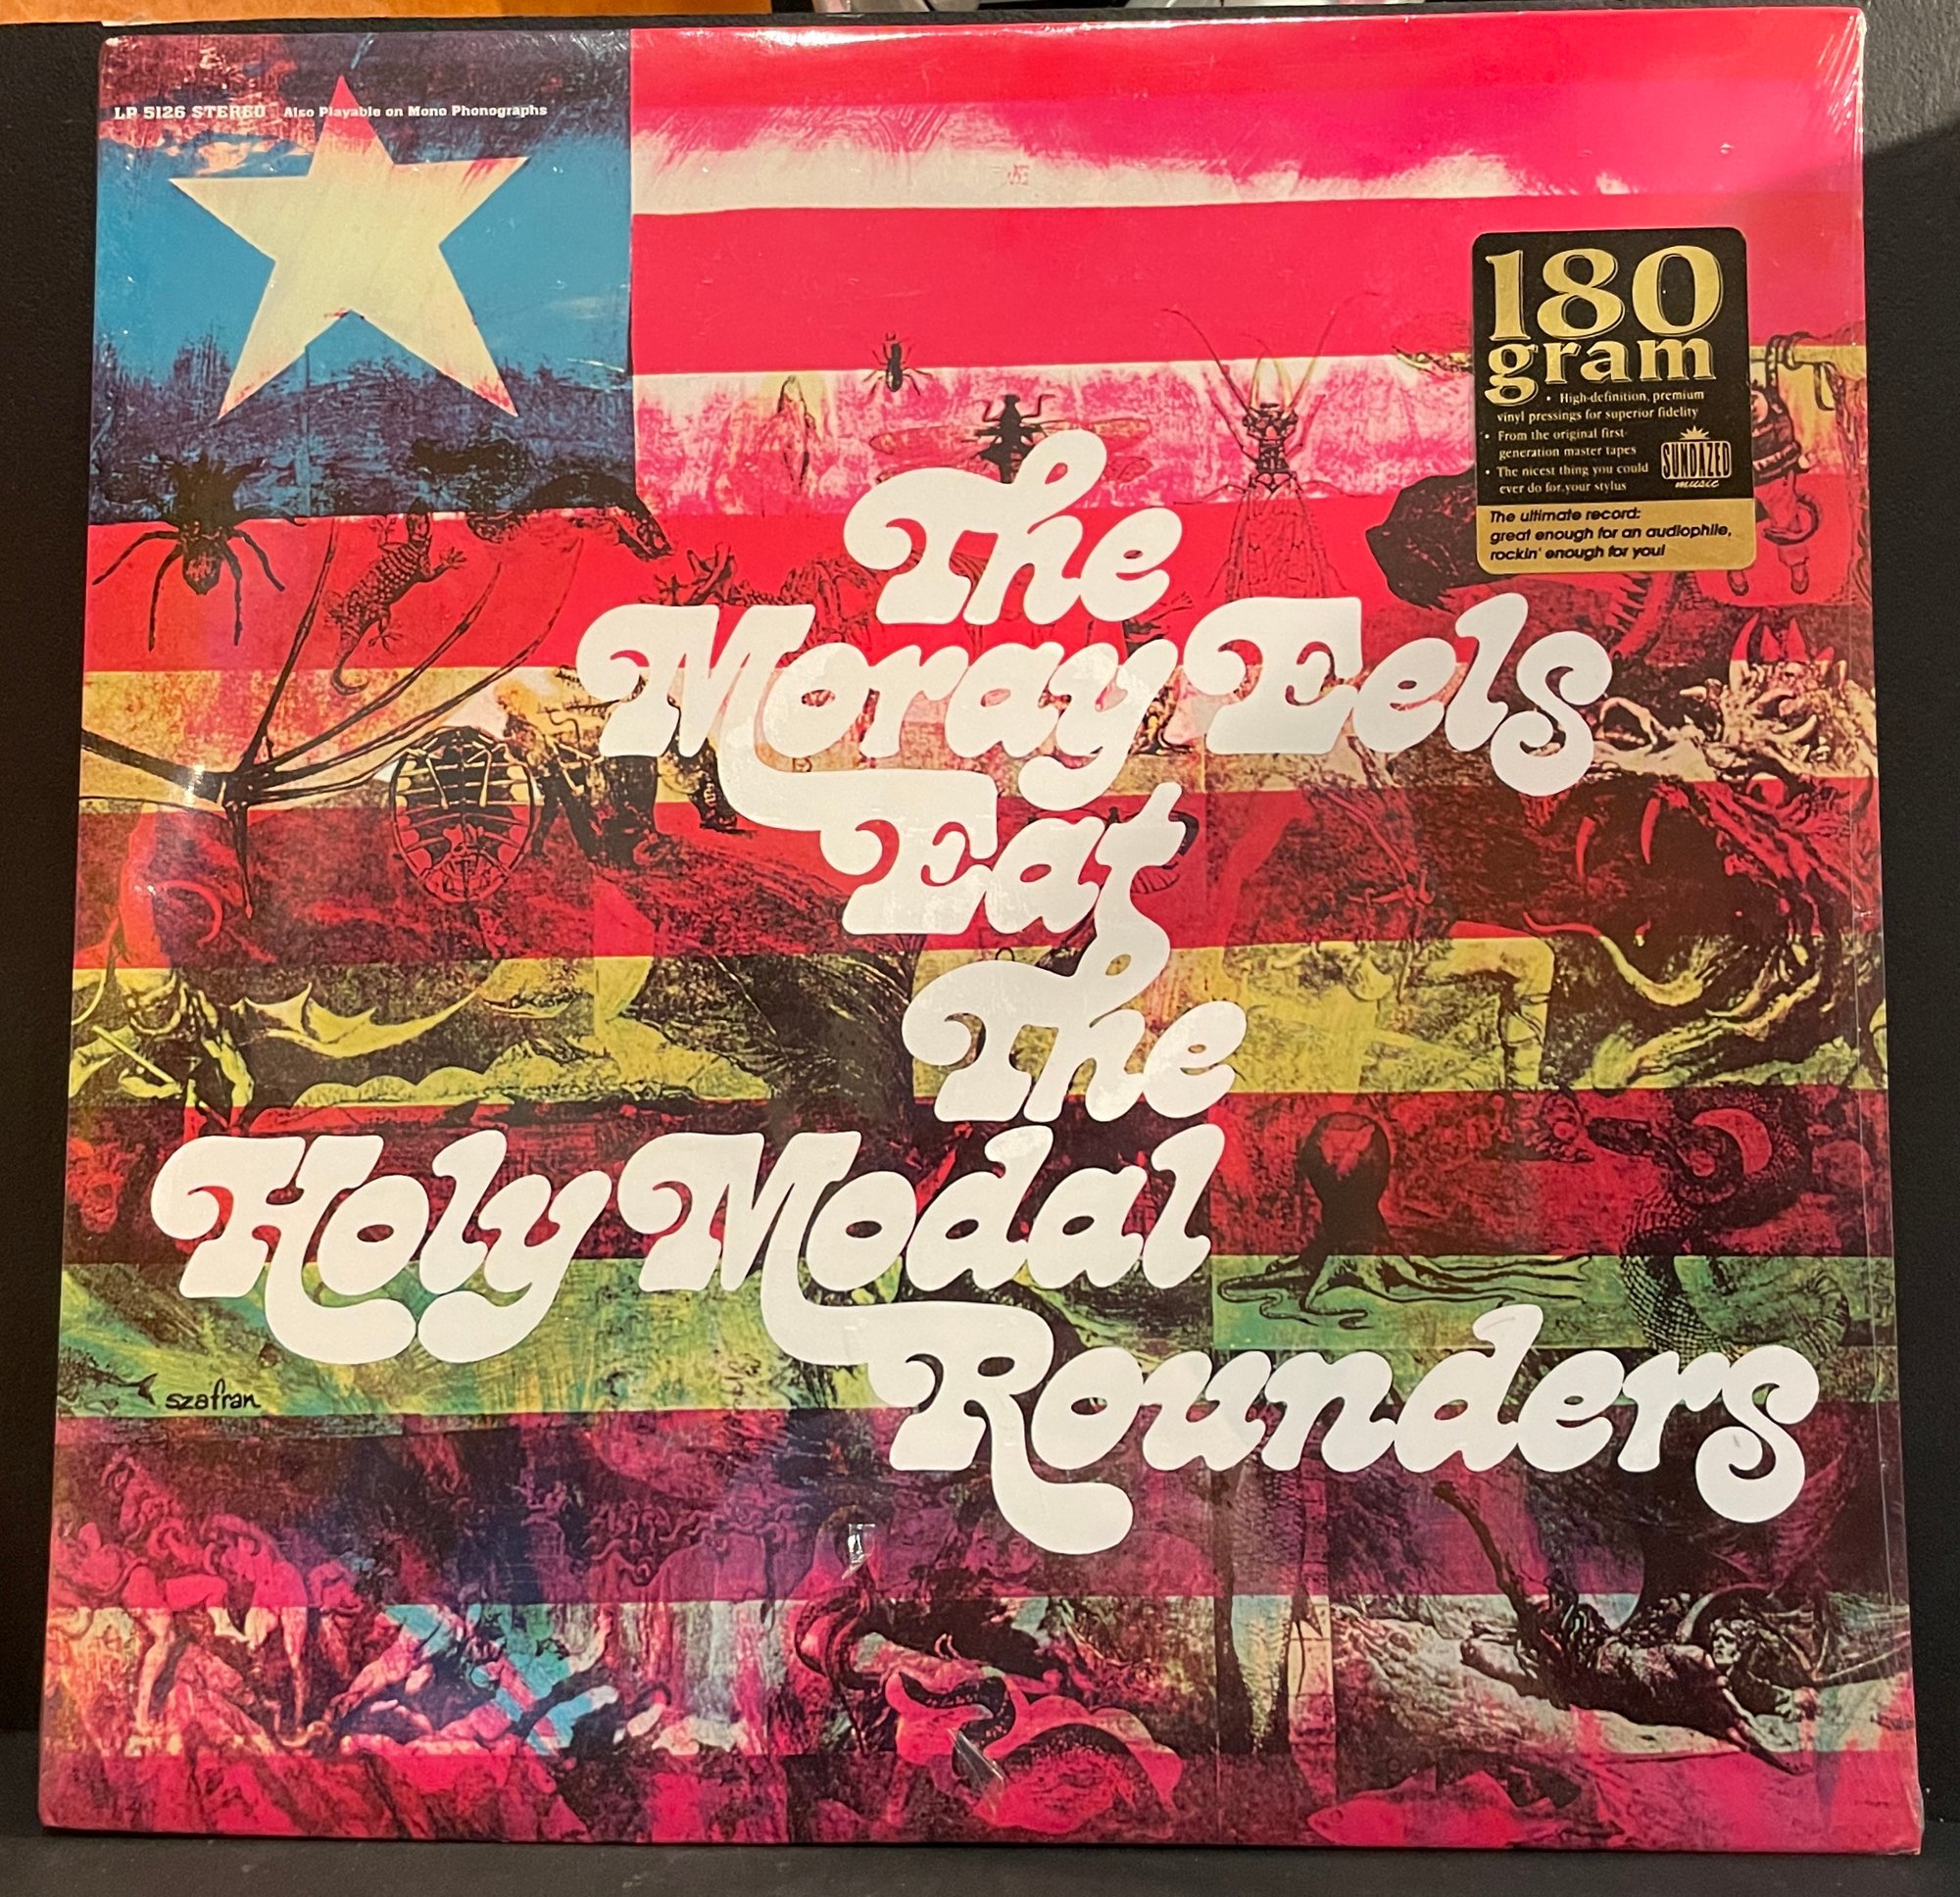 LP 5126 STEREO Also Playable on Mono Phonographs
180
gram
• High-definition, premium
vinyl pressings for superior fidelity
• From the original first-
generation master tapes
• The nicest thing you could
ever do for your stylus
SUNDAZED
music
The ultimate record:
great enough for an audiophile,
rockin' enough for you!
The
Moray Eels
Eat
The
Holy Modal
Rounders
szafran